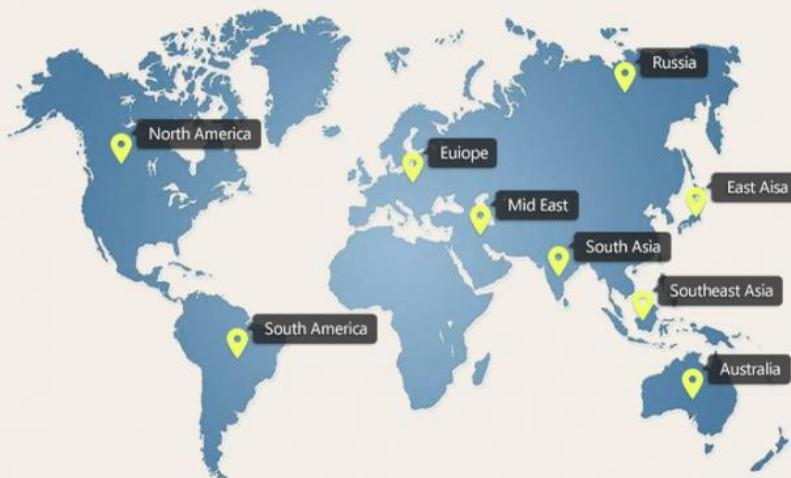 Russia
North America
Euiope
East Aisa
Mid East
South Asia
Southeast Asia
South America
Australia